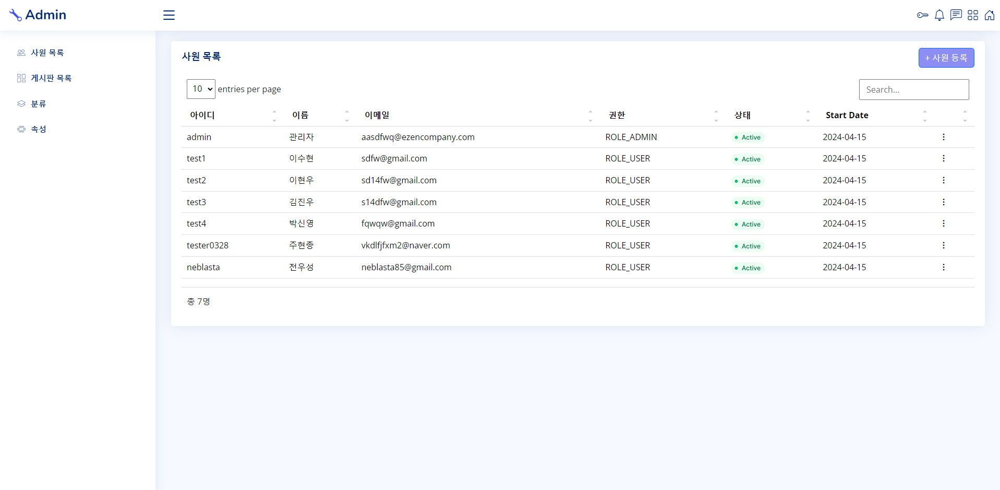 Admin
사원 목록
게시판 목록
분류
속성
사원 목록
+ 사원 등록
10 entries per page
Search...
아이디 이름 이메일 권한 상태 Start Date
admin 관리자 aasdfwq@ezencompany.com ROLE_ADMIN Active 2024-04-15
test1 이수현 sdfw@gmail.com ROLE_USER Active 2024-04-15
test2 이현우 sd14fw@gmail.com ROLE_USER Active 2024-04-15
test3 김진우 s14dfw@gmail.com ROLE_USER Active 2024-04-15
test4 박신영 fqwqw@gmail.com ROLE_USER Active 2024-04-15
tester0328 주현종 vkdlfjfxm2@naver.com ROLE_USER Active 2024-04-15
neblasta 전우성 neblasta85@gmail.com ROLE_USER Active 2024-04-15
총 7명